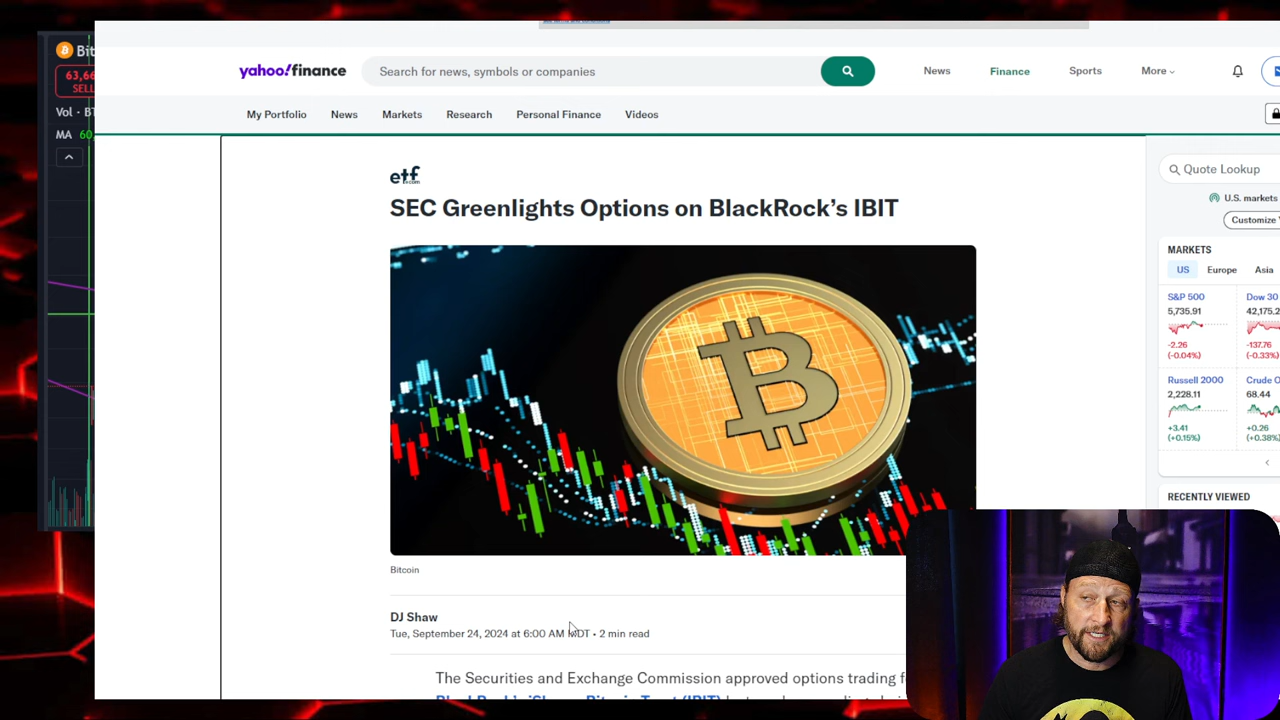 Bit
63,66
SELL
Vol · BT
MA 60,
yahoo!finance
Search for news, symbols or companies
News
Finance
Sports
More
My Portfolio
News
Markets
Research
Personal Finance
Videos
etf
.com
SEC Greenlights Options on BlackRock’s IBIT
Bitcoin
DJ Shaw
Tue, September 24, 2024 at 6:00 AM MDT • 2 min read
The Securities and Exchange Commission approved options trading f
Quote Lookup
U.S. markets
Customize
MARKETS
US
Europe
Asia
S&P 500
5,735.91
-2.26
(-0.04%)
Dow 30
42,175.2
-137.76
(-0.33%)
Russell 2000
2,228.11
+3.41
(+0.15%)
Crude O
68.44
+0.26
(+0.38%)
RECENTLY VIEWED